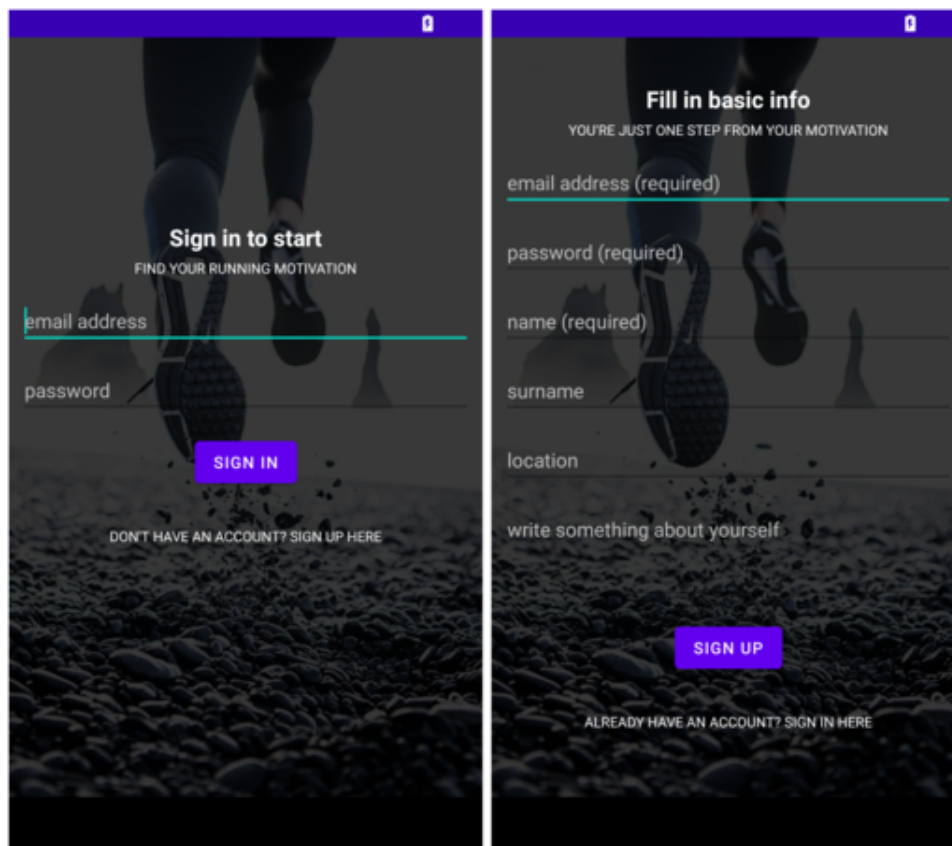 Sign in to start
FIND YOUR RUNNING MOTIVATION
email address
password
SIGN IN
DON'T HAVE AN ACCOUNT? SIGN UP HERE
Fill in basic info
YOU'RE JUST ONE STEP FROM YOUR MOTIVATION
email address (required)
password (required)
name (required)
surname
location
write something about yourself
SIGN UP
ALREADY HAVE AN ACCOUNT? SIGN IN HERE